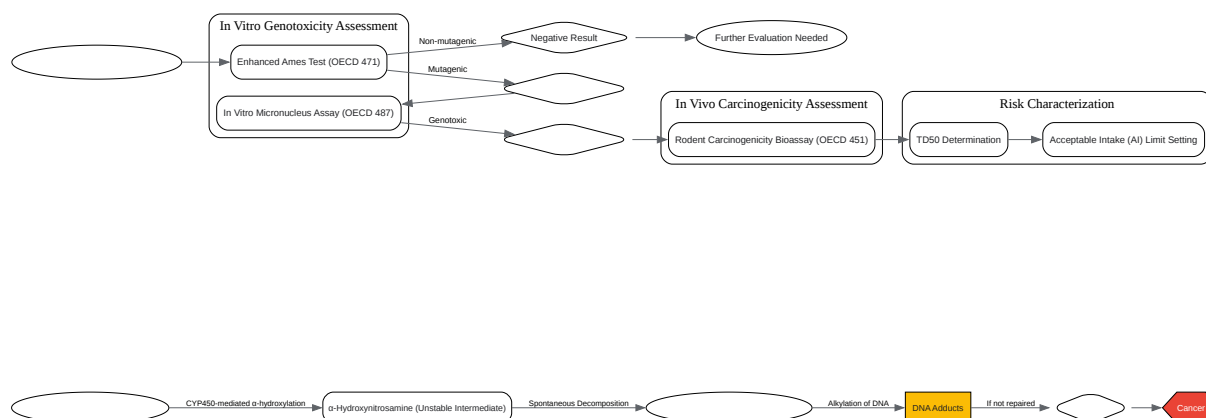 In Vitro Genotoxicity Assessment
Non-mutagenic
Negative Result
Further Evaluation Needed
Enhanced Ames Test (OECD 471)
Mutagenic
In Vitro Micronucleus Assay (OECD 487)
Genotoxic
In Vivo Carcinogenicity Assessment
Rodent Carcinogenicity Bioassay (OECD 451)
Risk Characterization
TD50 Determination
Acceptable Intake (AI) Limit Setting
CYP450-mediated α-hydroxylation
α-Hydroxynitrosamine (Unstable Intermediate)
Spontaneous Decomposition
Alkylation of DNA
DNA Adducts
If not repaired
Cancer